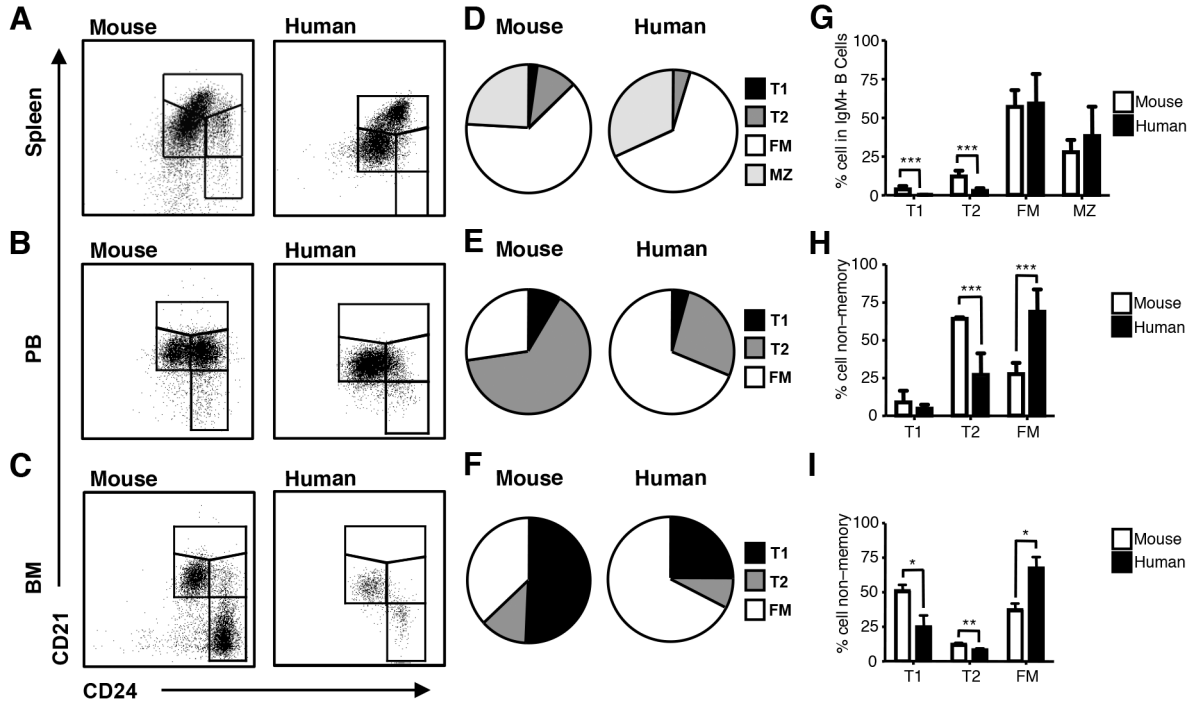 A
Mouse
Human
Spleen
B
Mouse
Human
PB
C
Mouse
Human
BM
CD21
CD24
D
Mouse
Human
T1
T2
FM
MZ
E
Mouse
Human
T1
T2
FM
F
Mouse
Human
T1
T2
FM
G
% cell in IgM+ B Cells
100
75
50
25
0
***
***
T1
T2
FM
MZ
Mouse
Human
H
% cell non–memory
100
75
50
25
0
***
***
T1
T2
FM
Mouse
Human
I
% cell non–memory
100
75
50
25
0
*
**
*
T1
T2
FM
Mouse
Human